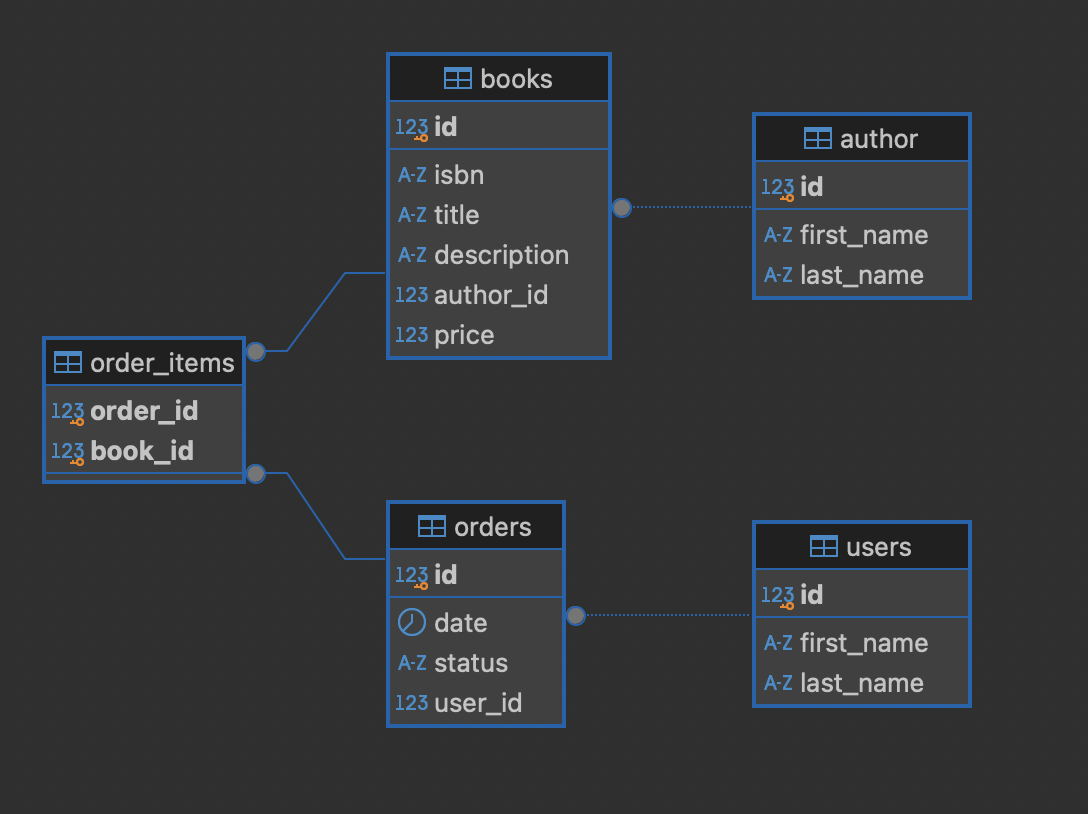 books
123 id
A-Z isbn
A-Z title
A-Z description
123 author_id
123 price
author
123 id
A-Z first_name
A-Z last_name
order_items
123 order_id
123 book_id
orders
123 id
date
A-Z status
123 user_id
users
123 id
A-Z first_name
A-Z last_name